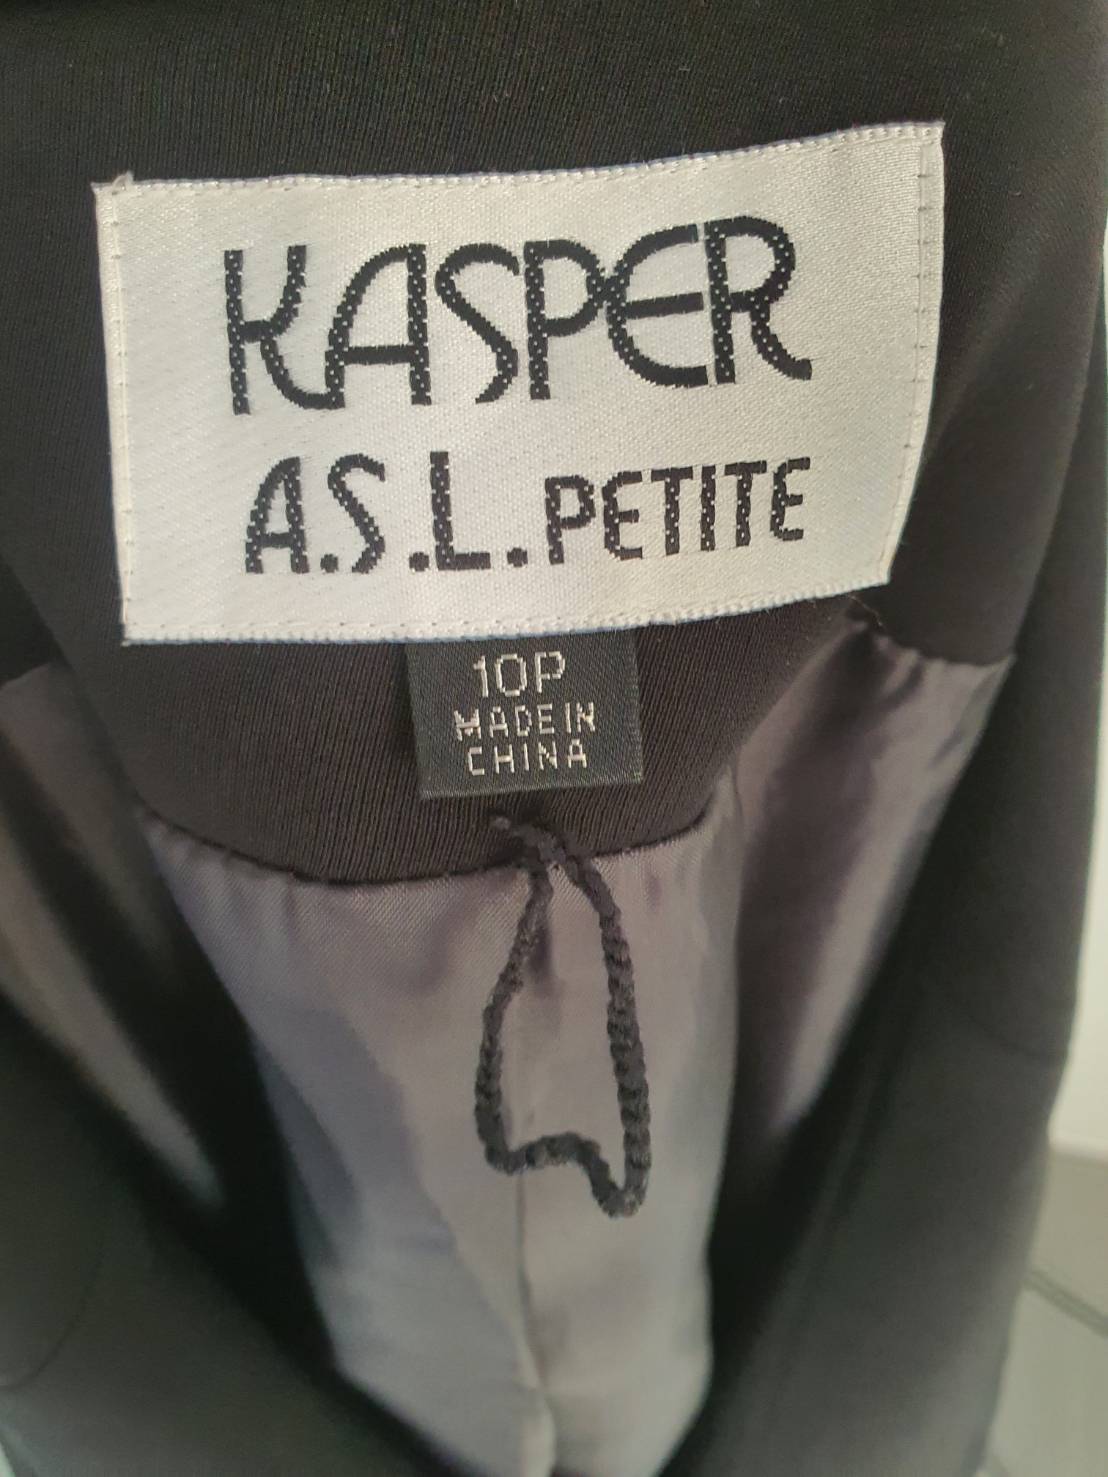 KASPER
A.S.L. PETITE
10P
MADE IN
CHINA